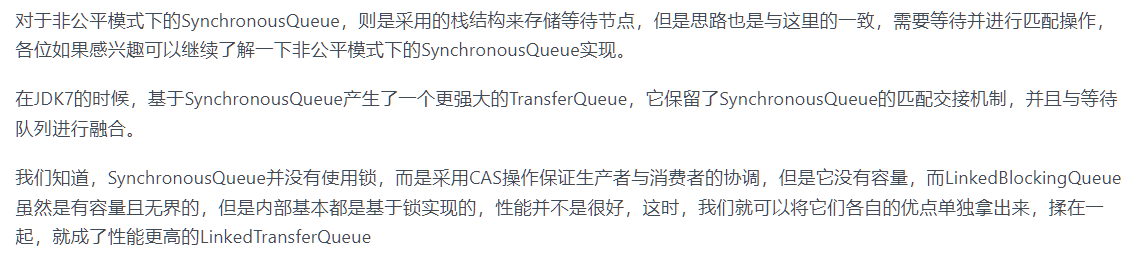 对于非公平模式下的SynchronousQueue，则是采用的栈结构来存储等待节点，但是思路也是与这里的一致，需要等待并进行匹配操作，
各位如果感兴趣可以继续了解一下非公平模式下的SynchronousQueue实现。
在JDK7的时候，基于SynchronousQueue产生了一个更强大的TransferQueue，它保留了SynchronousQueue的匹配交接机制，并且与等待
队列进行融合。
我们知道，SynchronousQueue并没有使用锁，而是采用CAS操作保证生产者与消费者的协调，但是它没有容量，而LinkedBlockingQueue
虽然是有容量且无界的，但是内部基本都是基于锁实现的，性能并不是很好，这时，我们就可以将它们各自的优点单独拿出来，揉在一
起，就成了性能更高的LinkedTransferQueue